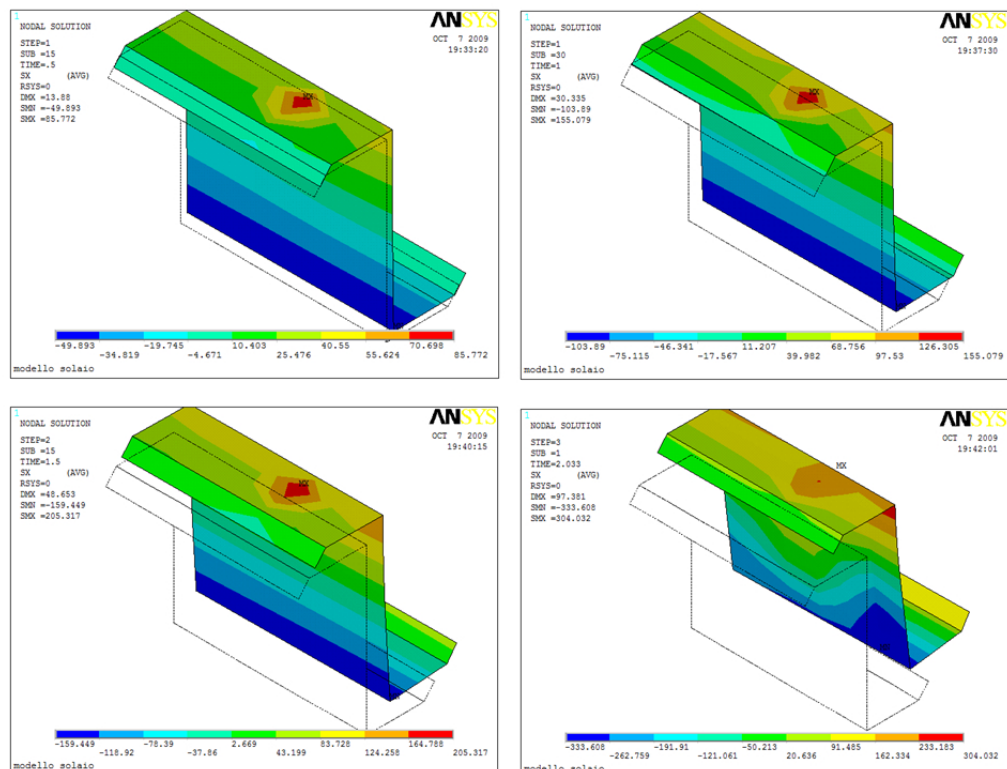 1
NODAL SOLUTION
STEP=1
SUB =15
TIME=.5
SX (AVG)
RSYS=0
DMX =13.88
SMN =-49.893
SMX =85.772
ANSYS
OCT 7 2009
19:33:20
MX
-49.893 -19.745 10.403 40.55 70.698
-34.819 -4.671 25.476 55.624 85.772
modello solaio
1
NODAL SOLUTION
STEP=1
SUB =30
TIME=1
SX (AVG)
RSYS=0
DMX =30.335
SMN =-103.89
SMX =155.079
ANSYS
OCT 7 2009
19:37:30
MX
-103.89 -46.341 11.207 68.756 126.305
-75.115 -17.567 39.982 97.53 155.079
modello solaio
1
NODAL SOLUTION
STEP=2
SUB =15
TIME=1.5
SX (AVG)
RSYS=0
DMX =48.653
SMN =-159.449
SMX =205.317
ANSYS
OCT 7 2009
19:40:15
MX
-159.449 -78.39 2.669 83.728 164.788
-118.92 -37.86 43.199 124.258 205.317
modello solaio
1
NODAL SOLUTION
STEP=3
SUB =1
TIME=2.033
SX (AVG)
RSYS=0
DMX =97.381
SMN =-333.608
SMX =304.032
ANSYS
OCT 7 2009
19:42:01
MX
-333.608 -191.91 -50.213 91.485 233.183
-262.759 -121.061 20.636 162.334 304.032
modello solaio